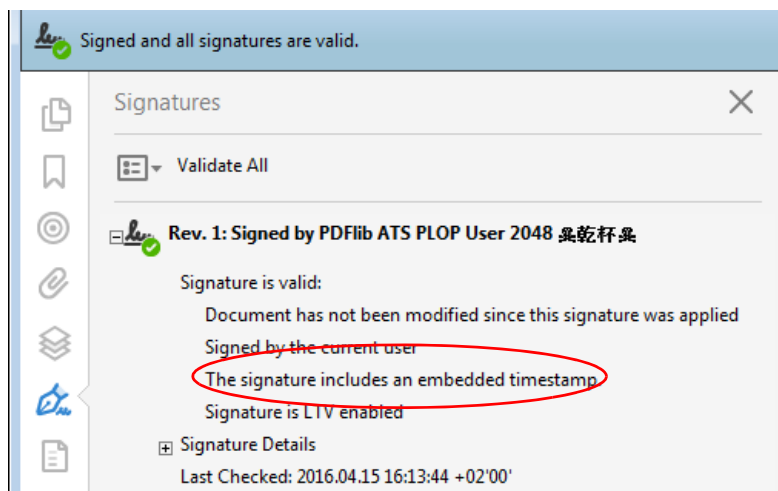 Signed and all signatures are valid.
Signatures
Validate All
Rev. 1: Signed by PDFlib ATS PLOP User 2048 乾杯
Signature is valid:
Document has not been modified since this signature was applied
Signed by the current user
The signature includes an embedded timestamp
Signature is LTV enabled
Signature Details
Last Checked: 2016.04.15 16:13:44 +02'00'